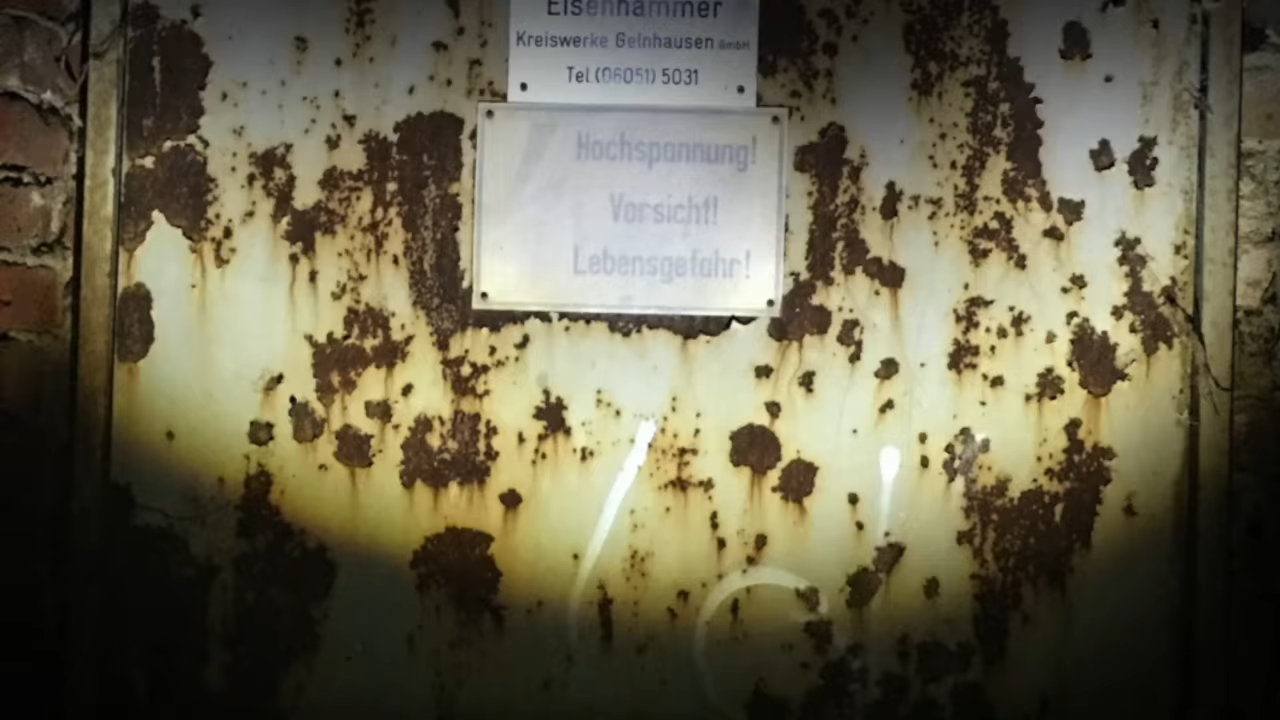 Eisenhammer
Kreiswerke Gelnhausen GmbH
Tel.(06051) 5031
Hochspannung!
Vorsicht!
Lebensgefahr!